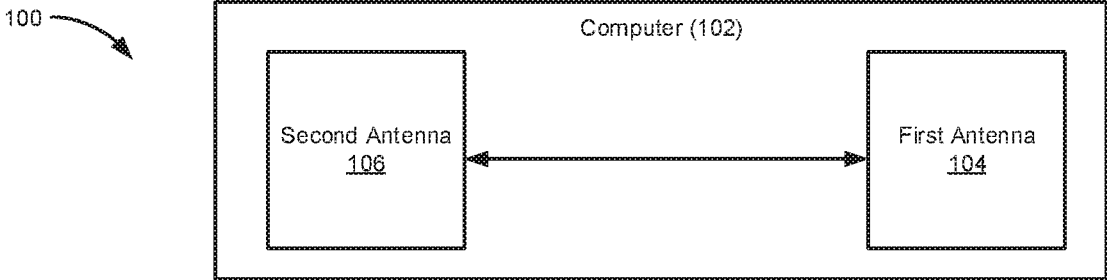 100
Computer (102)
Second Antenna
106
First Antenna
104